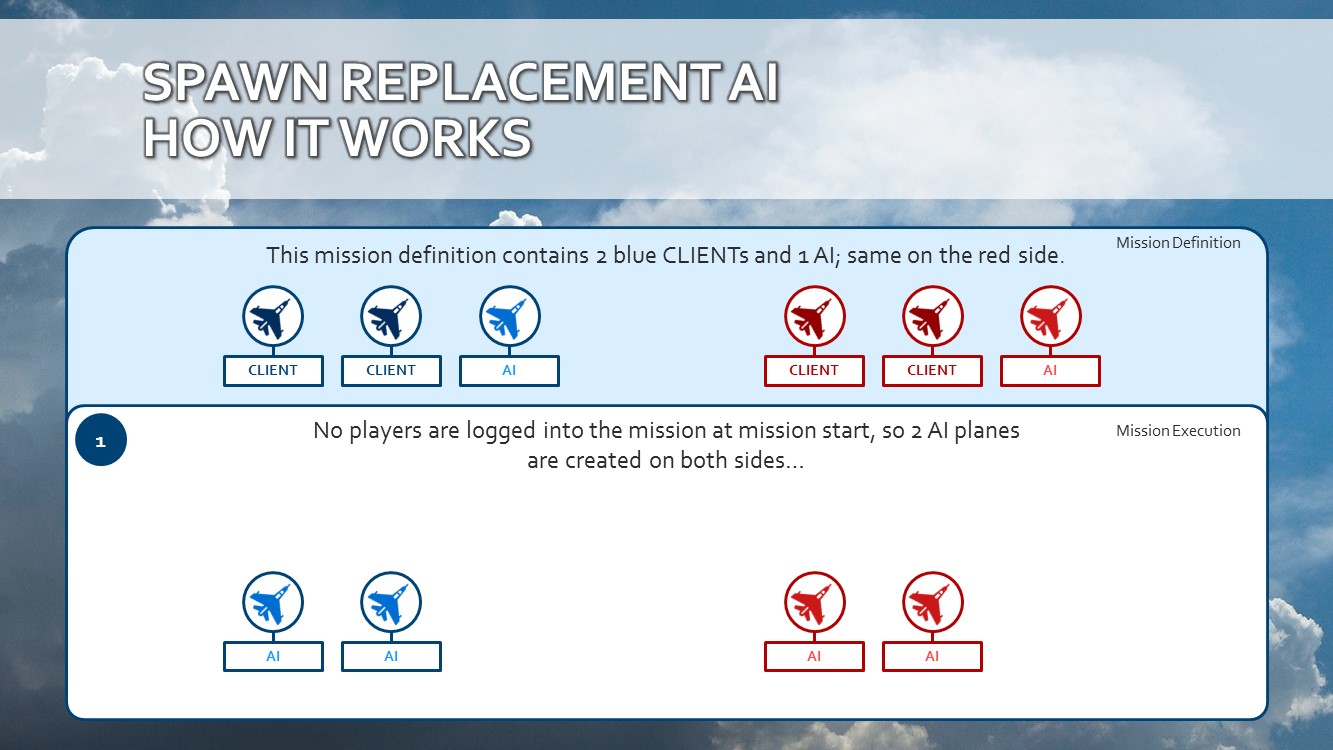 SPAWN REPLACEMENT AI
HOW IT WORKS
Mission Definition
This mission definition contains 2 blue CLIENTs and 1 AI; same on the red side.
CLIENT CLIENT AI CLIENT CLIENT AI
1
No players are logged into the mission at mission start, so 2 AI planes
are created on both sides...
Mission Execution
AI AI AI AI